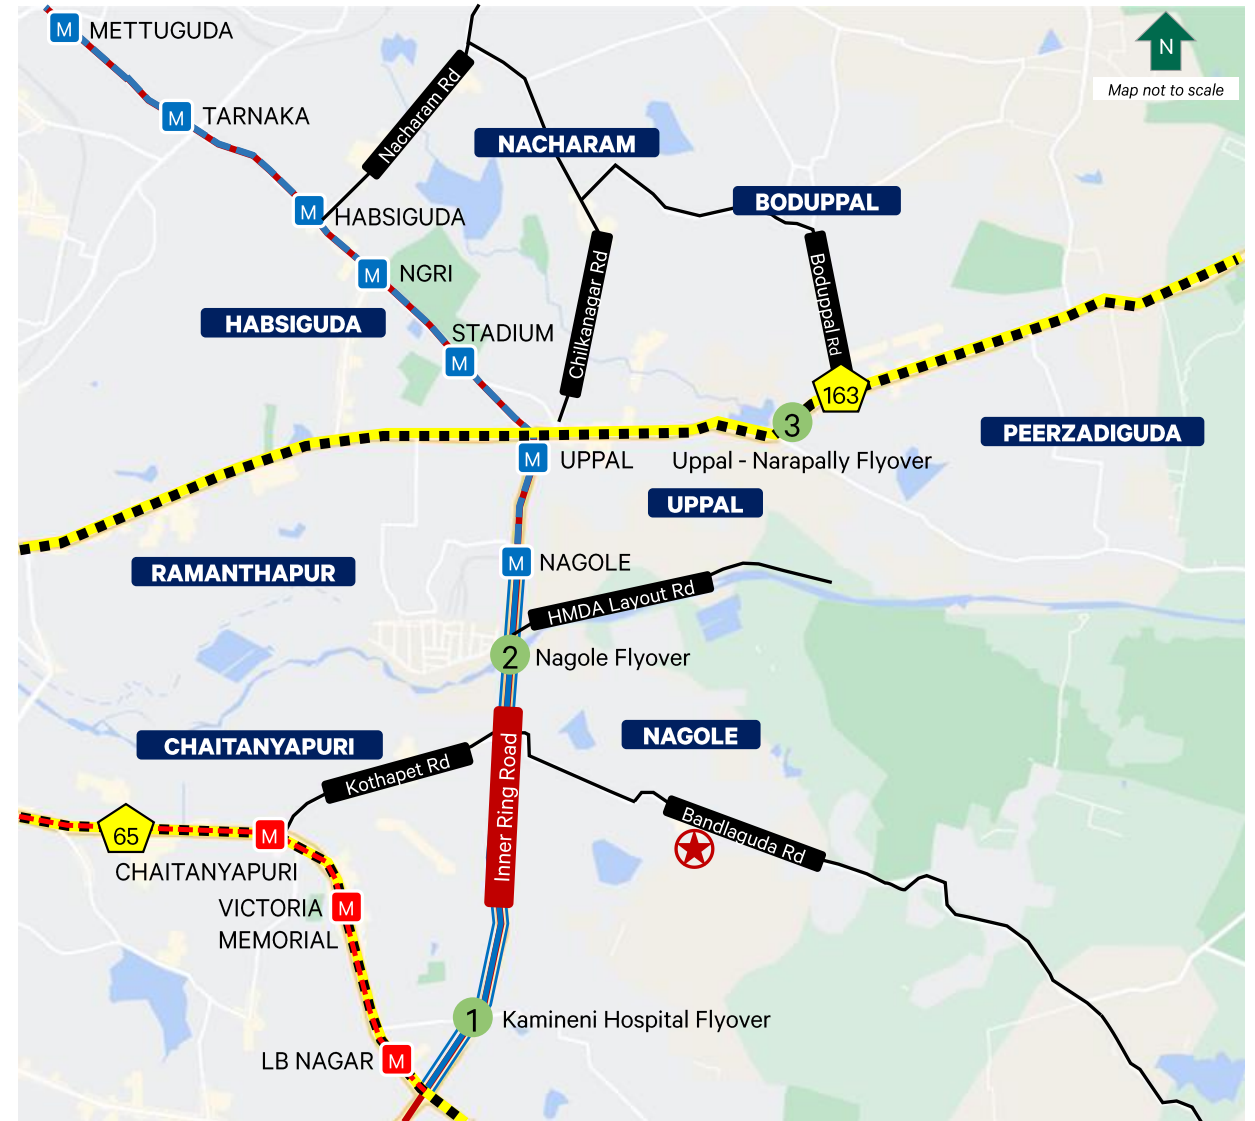 M METTUGUDA
N
Map not to scale
M TARNAKA
Nacharam Rd
NACHARAM
BODUPPAL
M HABSIGUDA
M NGRI
Chilkanagar Rd
Boduppal Rd
HABSIGUDA
STADIUM
M
163
3
PEERZADIGUDA
M UPPAL
Uppal - Narapally Flyover
UPPAL
M NAGOLE
RAMANTHAPUR
HMDA Layout Rd
2 Nagole Flyover
CHAITANYAPURI
NAGOLE
Kothapet Rd
Inner Ring Road
Bandlaguda Rd
65
M
CHAITANYAPURI
VICTORIA M
MEMORIAL
1 Kamineni Hospital Flyover
LB NAGAR M